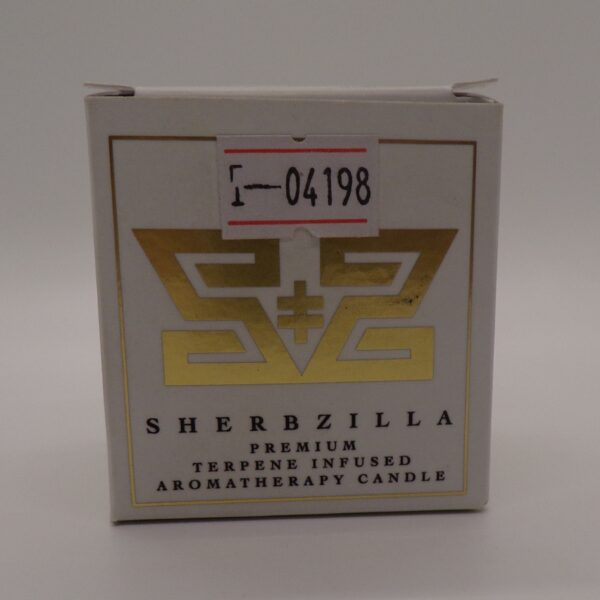 I—04198
SHERBZILLA
PREMIUM
TERPENE INFUSED
AROMATHERAPY CANDLE